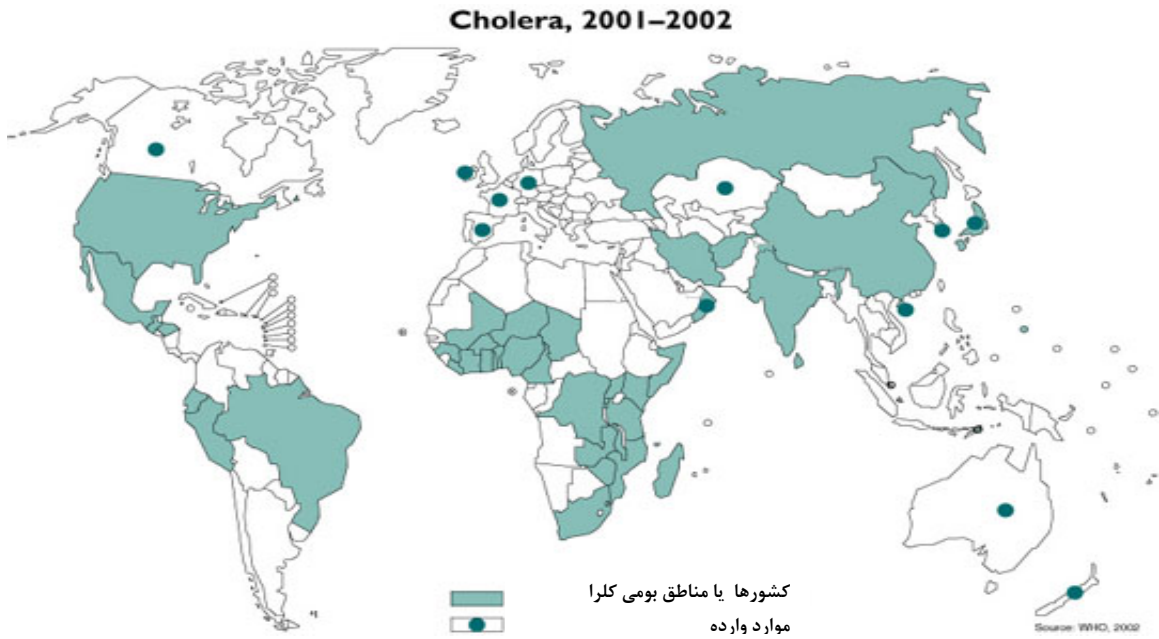 Cholera, 2001–2002
کشورها یا مناطق بومی کلرا
موارد وارده
Source: WHO, 2002